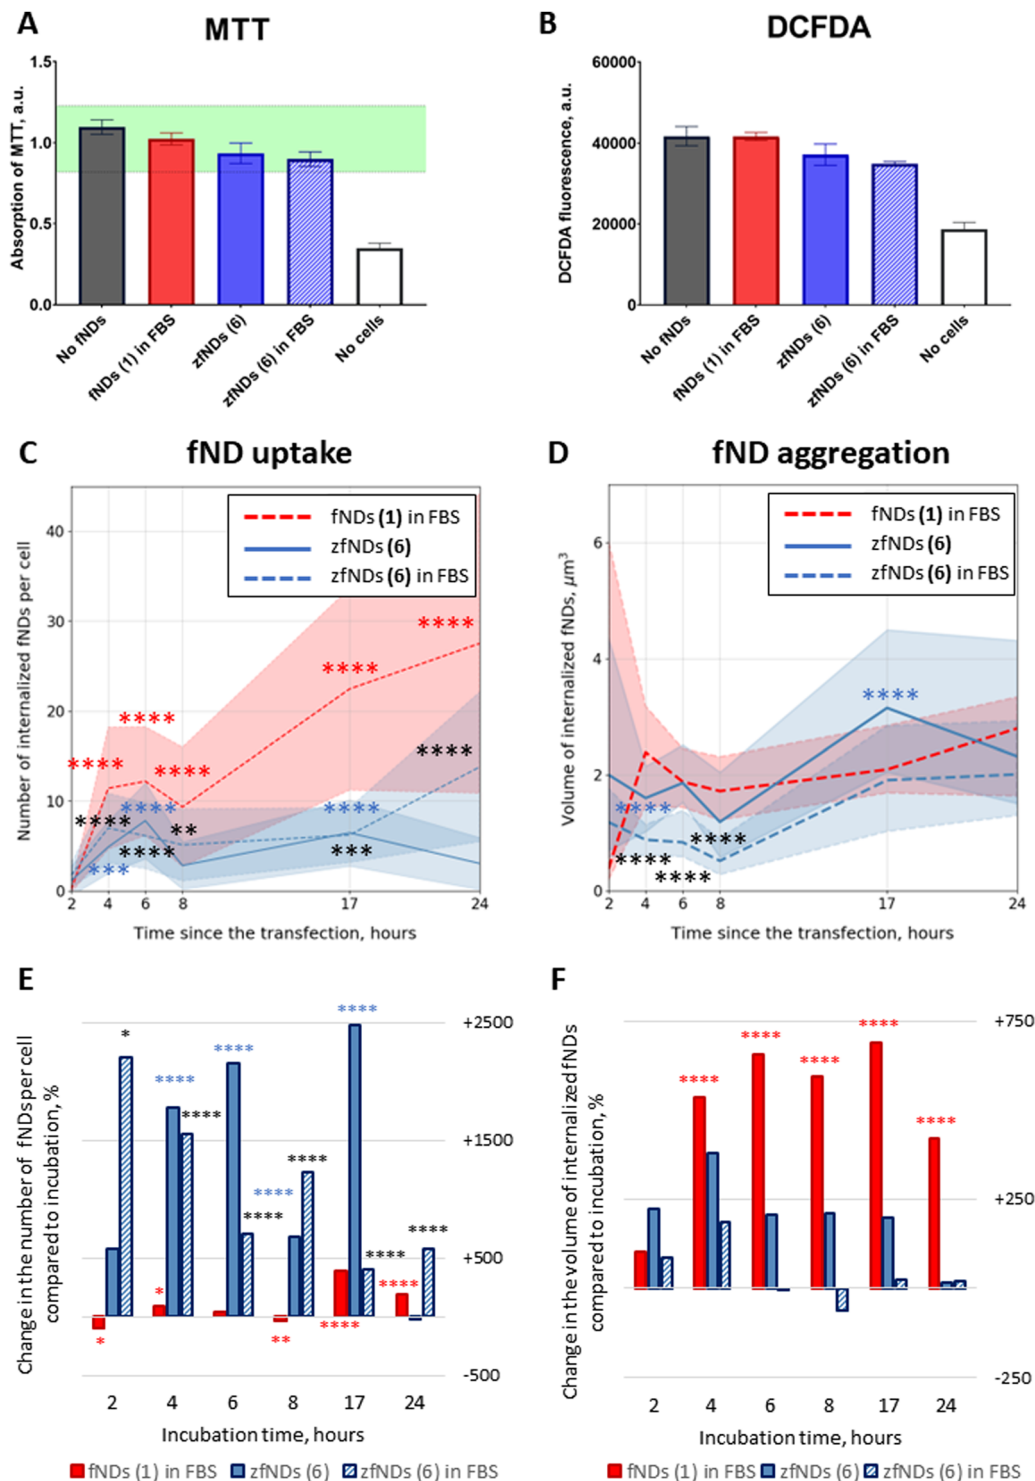 A
MTT
Absorption of MTT, a.u.
1.5
1.0
0.5
0.0
No fNDs
fNDs (1) in FBS
zfNDs (6)
zfNDs (6) in FBS
No cells
B
DCFDA
DCFDA fluorescence, a.u.
60000
40000
20000
0
No fNDs
fNDs (1) in FBS
zfNDs (6)
zfNDs (6) in FBS
No cells
C
fND uptake
Number of internalized fNDs per cell
40
30
20
10
0
fNDs (1) in FBS
zfNDs (6)
zfNDs (6) in FBS
****
****
****
****
****
****
****
****
**
****
****
***
***
2 4 6 8 17 24
Time since the transfection, hours
D
fND aggregation
Volume of internalized fNDs, μm³
6
4
2
0
fNDs (1) in FBS
zfNDs (6)
zfNDs (6) in FBS
****
****
****
****
****
2 4 6 8 17 24
Time since the transfection, hours
E
Change in the number of fNDs per cell
compared to incubation, %
+2500
+1500
+500
-500
****
*
****
****
****
****
****
****
****
****
*
****
*
**
****
2 4 6 8 17 24
Incubation time, hours
fNDs (1) in FBS zfNDs (6) zfNDs (6) in FBS
F
Change in the volume of internalized fNDs
compared to incubation, %
+750
+250
-250
****
****
****
****
****
2 4 6 8 17 24
Incubation time, hours
fNDs (1) in FBS zfNDs (6) zfNDs (6) in FBS